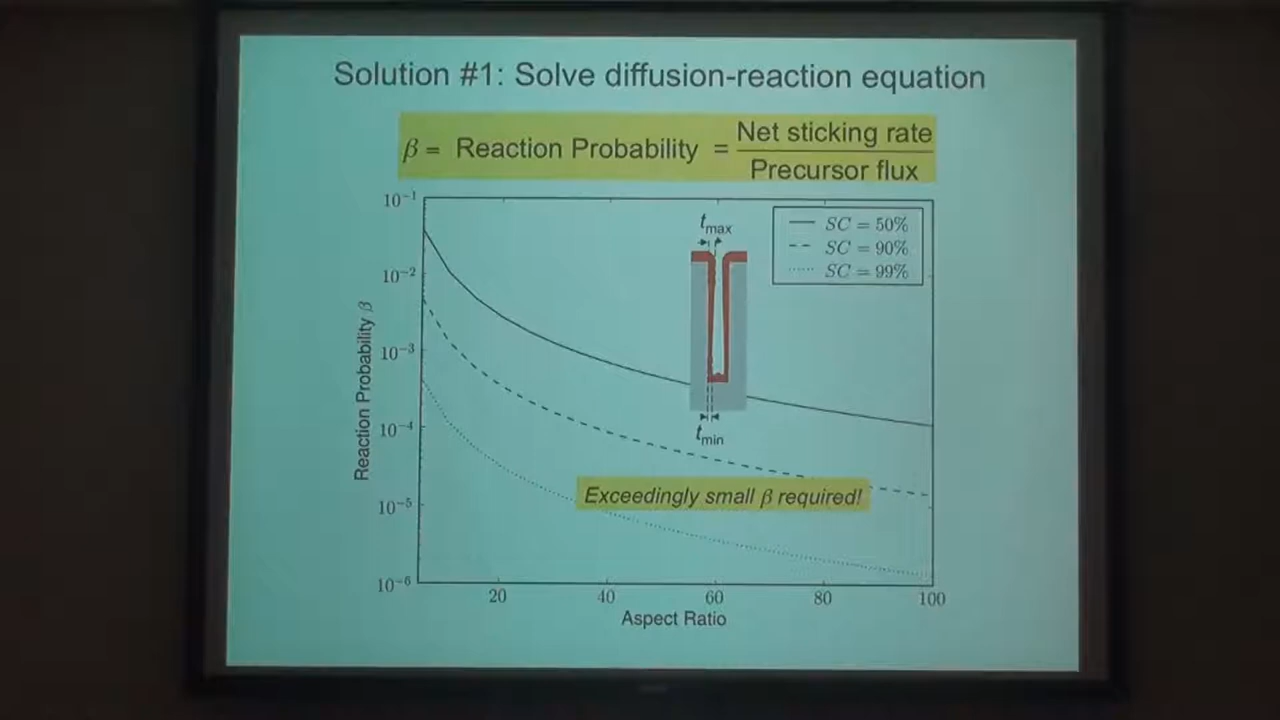 Solution #1: Solve diffusion-reaction equation
β = Reaction Probability = Net sticking rate
Precursor flux
10⁻¹
10⁻²
10⁻³
10⁻⁴
10⁻⁵
10⁻⁶
Reaction Probability β
tmax
tmin
SC = 50%
SC = 90%
SC = 99%
Exceedingly small β required!
20 40 60 80 100
Aspect Ratio